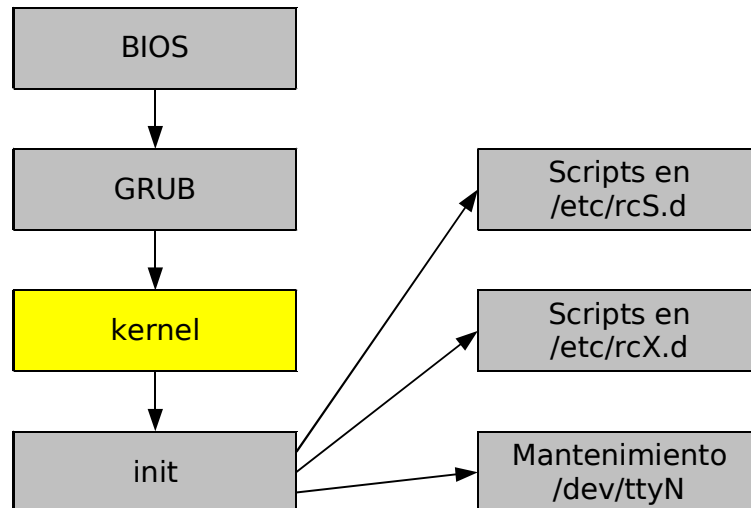 BIOS
GRUB
kernel
init
Scripts en
/etc/rcS.d
Scripts en
/etc/rcX.d
Mantenimiento
/dev/ttyN